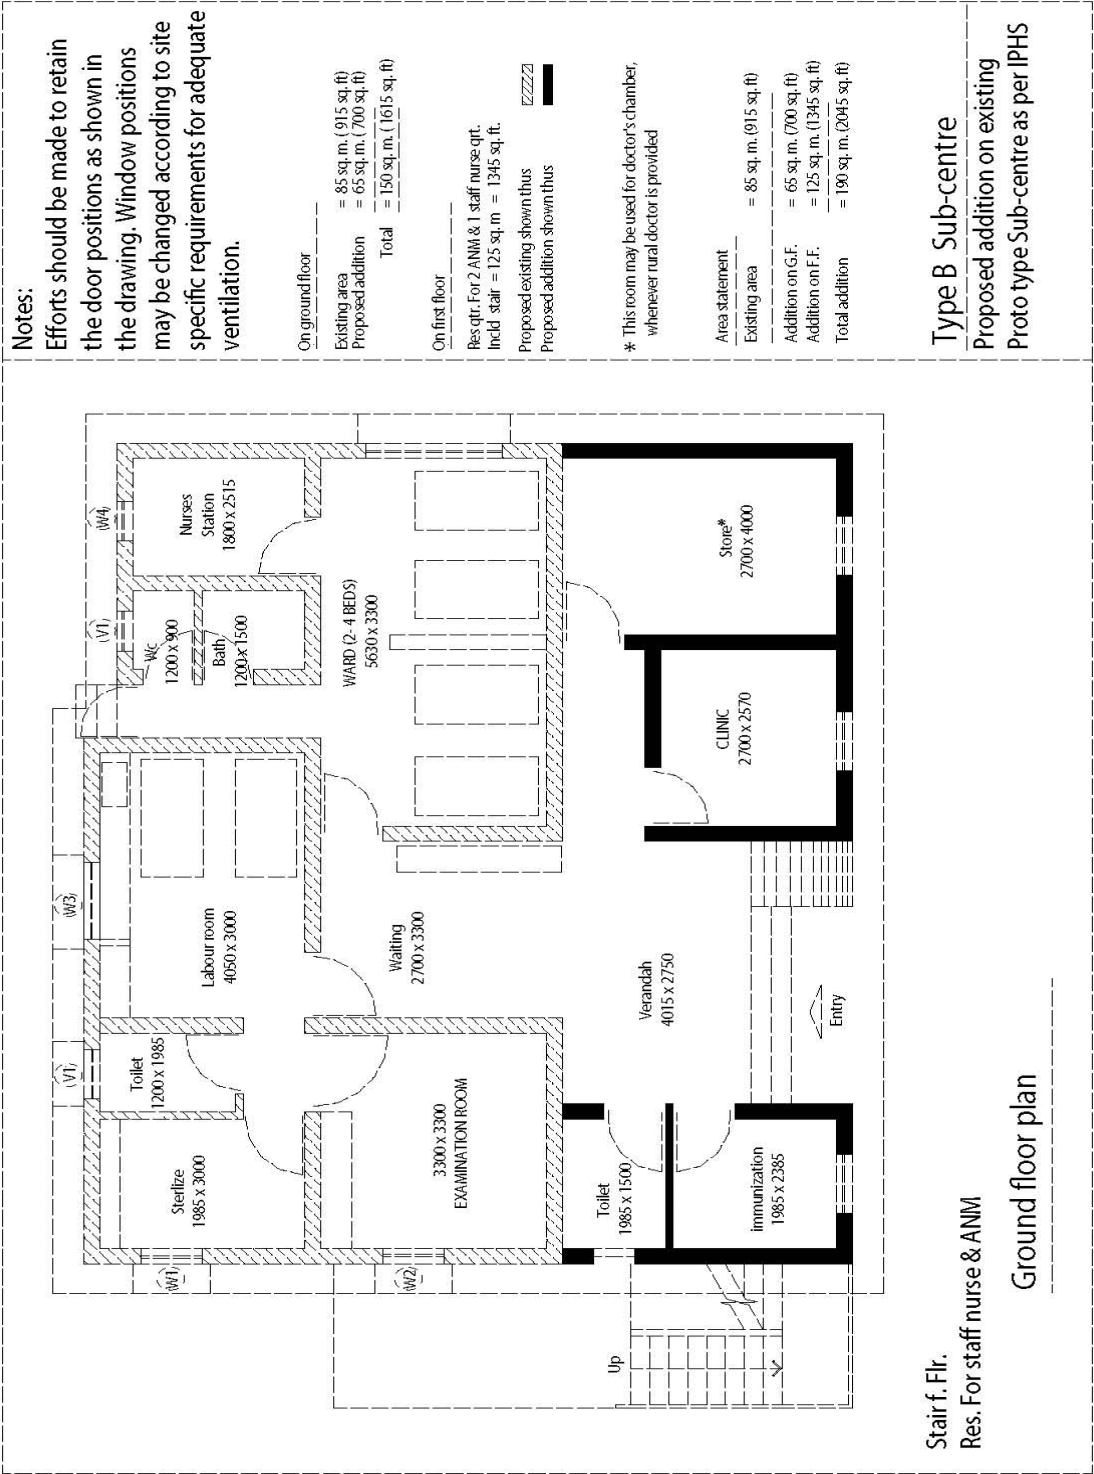 Notes:
Efforts should be made to retain
the door positions as shown in
the drawing. Window positions
may be changed according to site
specific requirements for adequate
ventilation.
On ground floor
Existing area = 85 sq. m. ( 915 sq. ft)
Proposed addition = 65 sq. m. ( 700 sq. ft)
Total = 150 sq. m. ( 1615 sq. ft)
On first floor
Res qtr. For 2 ANM & 1 staff nurse qrt.
Incld stair = 125 sq. m = 1345 sq. ft.
Proposed existing shown thus
Proposed addition shown thus
* This room may be used for doctor's chamber,
whenever rural doctor is provided
Area statement
Existing area = 85 sq. m. (915 sq. ft)
Addition on G.F. = 65 sq. m. (700 sq. ft)
Addition on F.F. = 125 sq. m. (1345 sq. ft)
Total addition = 190 sq. m. (2045 sq. ft)
Type B Sub-centre
Proposed addition on existing
Proto type Sub-centre as per IPHS
W4
V1
W3
V1
W1
W2
Nurses
Station
1800 x 2515
Wc
1200 x 900
Bath
1200 x 1500
WARD (2- 4 BEDS)
5630 x 3300
Store*
2700 x 4000
CLINIC
2700 x 2570
Labour room
4050 x 3000
Waiting
2700 x 3300
Verandah
4015 x 2750
Entry
Toilet
1200 x 1985
Sterlize
1985 x 3000
3300 x 3300
EXAMINATION ROOM
Toilet
1985 x 1500
immunization
1985 x 2385
Up
Stair f. Flr.
Res. For staff nurse & ANM
Ground floor plan